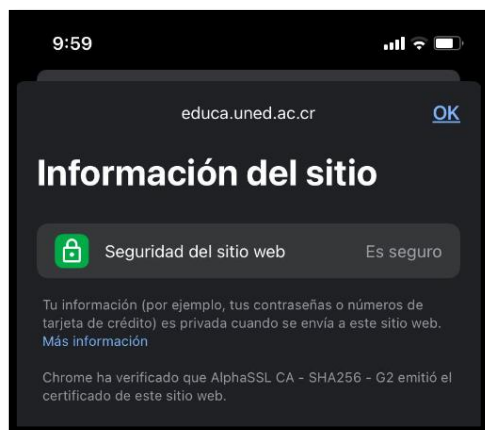 9:59
educa.uned.ac.cr
OK
Información del sitio
Seguridad del sitio web
Es seguro
Tu información (por ejemplo, tus contraseñas o números de
tarjeta de crédito) es privada cuando se envía a este sitio web.
Más información
Chrome ha verificado que AlphaSSL CA - SHA256 - G2 emitió el
certificado de este sitio web.